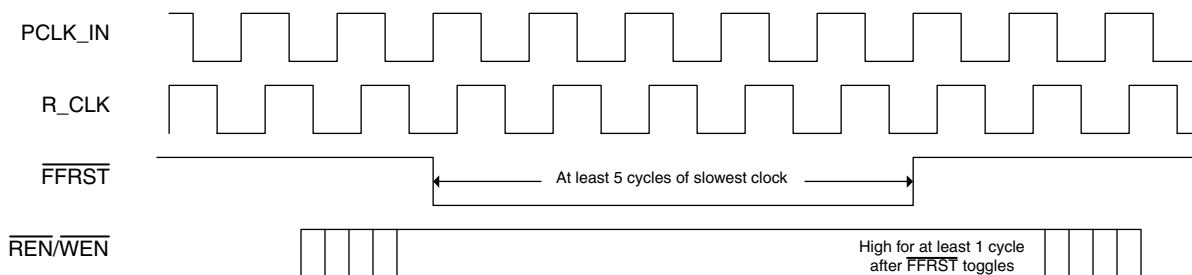 PCLK_IN
R_CLK
FFRST
At least 5 cycles of slowest clock
REN/WEN
High for at least 1 cycle
after FFRST toggles